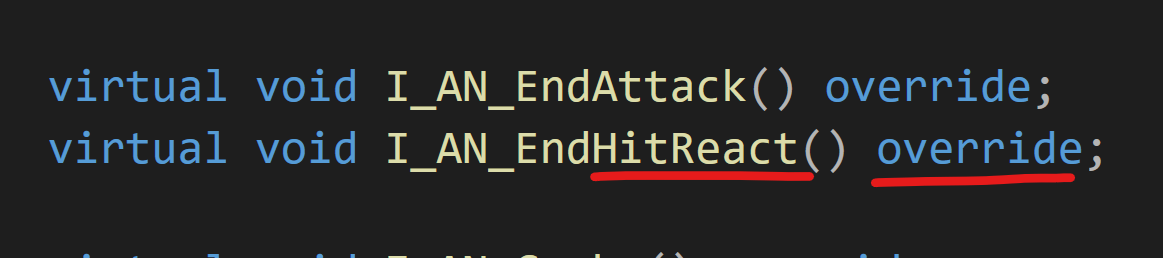 virtual void I_AN_EndAttack() override;
virtual void I_AN_EndHitReact() override;